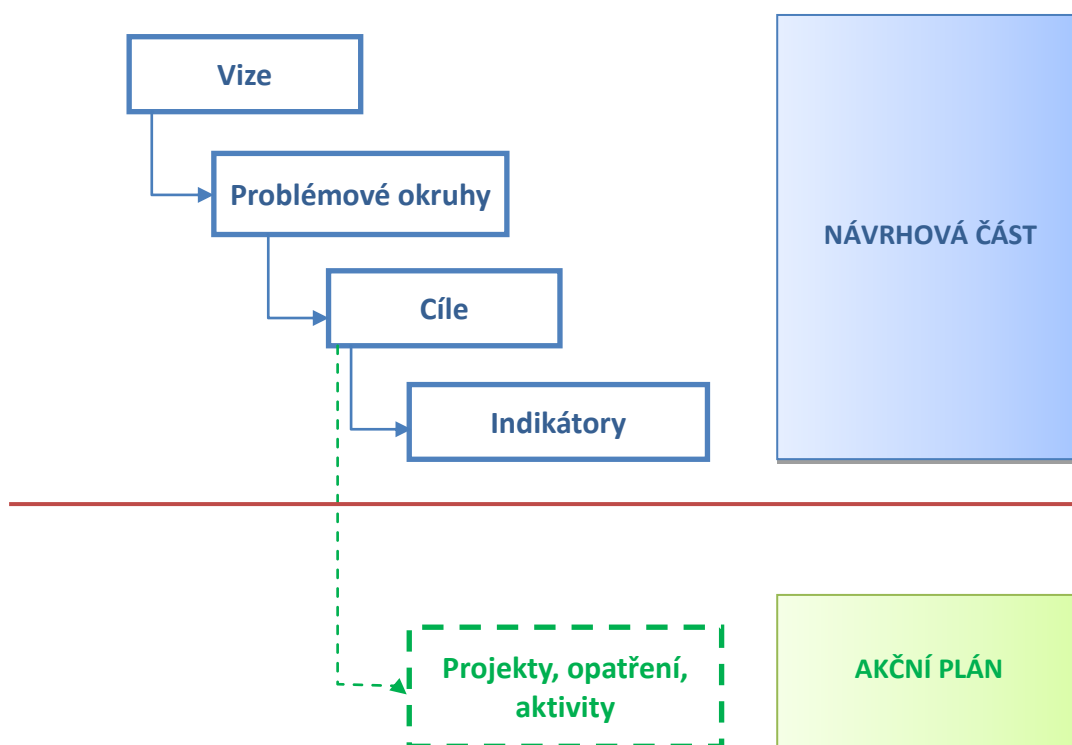 Vize
Problémové okruhy
NÁVRHOVÁ ČÁST
Cíle
Indikátory
Projekty, opatření,
aktivity
AKČNÍ PLÁN